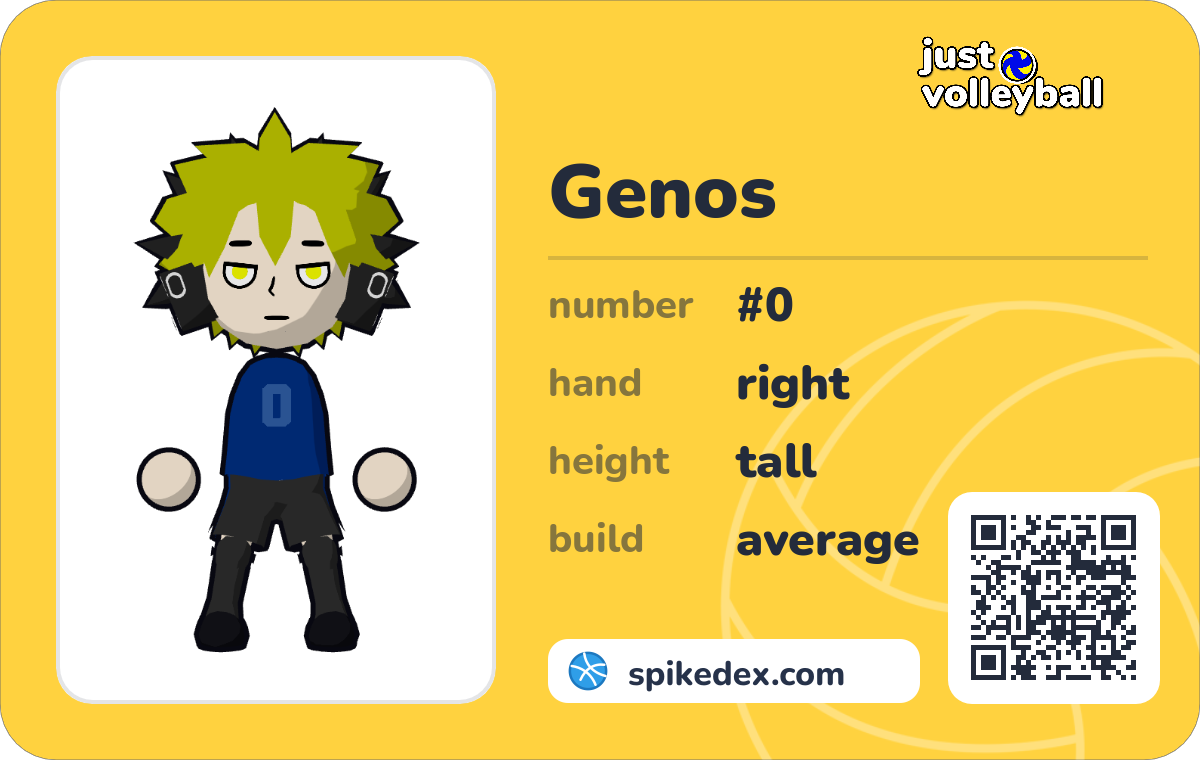 just
volleyball
Genos
number #0
hand right
height tall
build average
0
spikedex.com